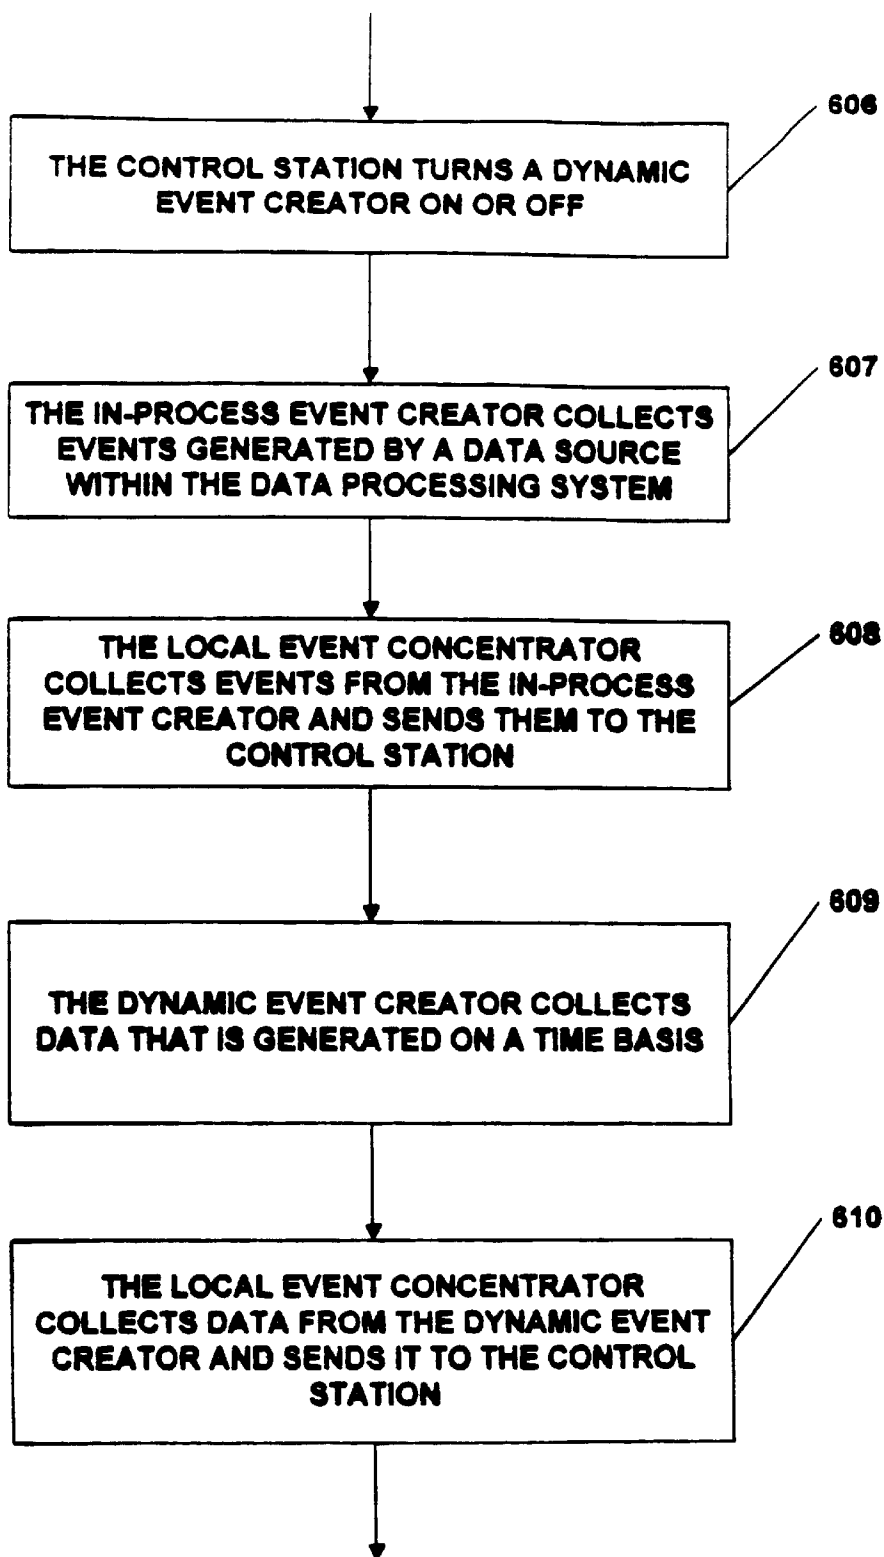 606
THE CONTROL STATION TURNS A DYNAMIC
EVENT CREATOR ON OR OFF
607
THE IN-PROCESS EVENT CREATOR COLLECTS
EVENTS GENERATED BY A DATA SOURCE
WITHIN THE DATA PROCESSING SYSTEM
608
THE LOCAL EVENT CONCENTRATOR
COLLECTS EVENTS FROM THE IN-PROCESS
EVENT CREATOR AND SENDS THEM TO THE
CONTROL STATION
609
THE DYNAMIC EVENT CREATOR COLLECTS
DATA THAT IS GENERATED ON A TIME BASIS
610
THE LOCAL EVENT CONCENTRATOR
COLLECTS DATA FROM THE DYNAMIC EVENT
CREATOR AND SENDS IT TO THE CONTROL
STATION